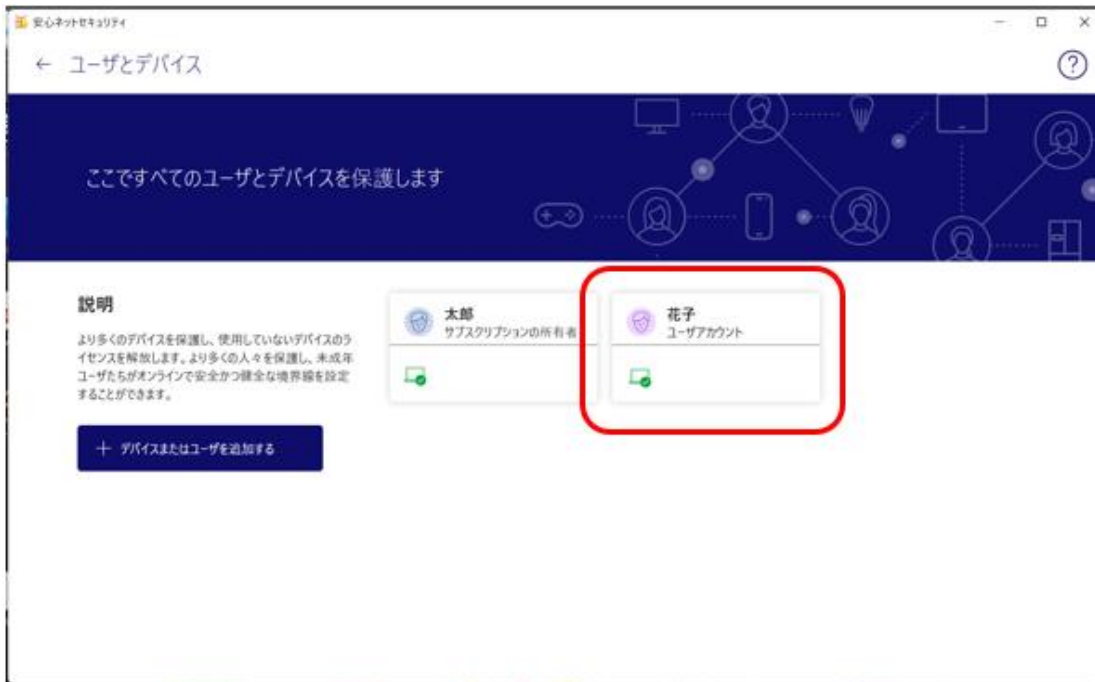 安心ネットセキュリティ
← ユーザとデバイス
?
ここですべてのユーザとデバイスを保護します
説明
より多くのデバイスを保護し、使用していないデバイスのラ
イセンスを解放します。より多くの人々を保護し、未成年
ユーザたちがオンラインで安全かつ健全な境界線を設定
することができます。
+ デバイスまたはユーザを追加する
太郎
サブスクリプションの所有者
花子
ユーザアカウント